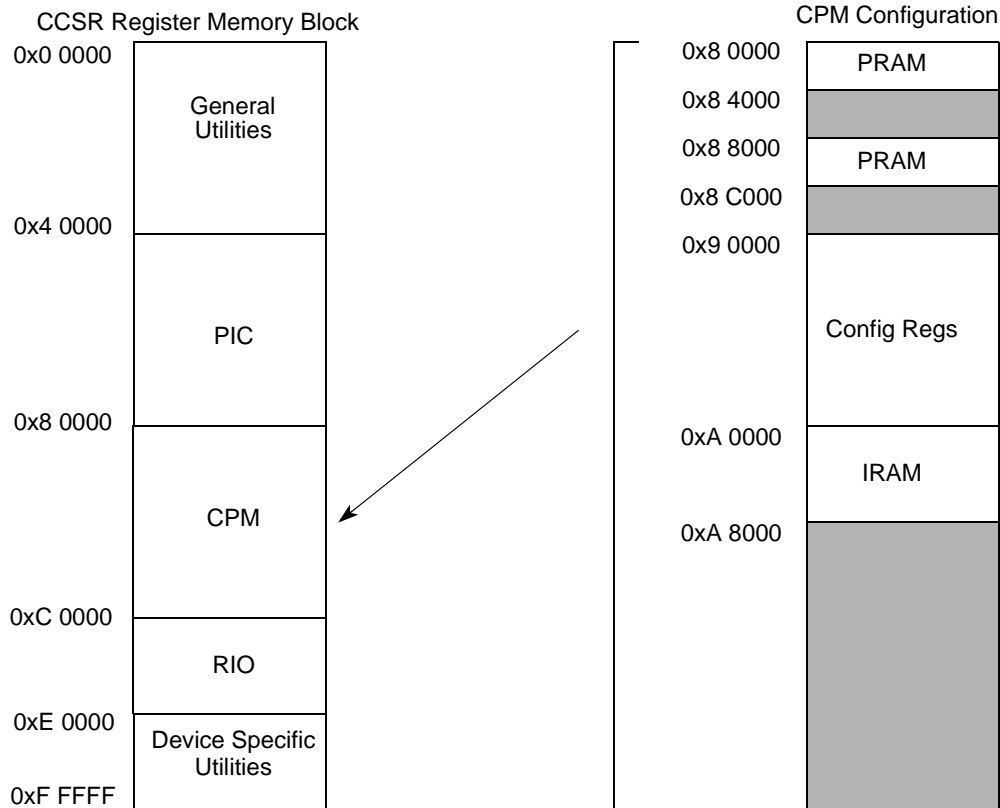 CCSR Register Memory Block
0x0 0000
General
Utilities
0x4 0000
PIC
0x8 0000
CPM
0xC 0000
RIO
0xE 0000
Device Specific
Utilities
0xF FFFF
CPM Configuration
0x8 0000
PRAM
0x8 4000
0x8 8000
PRAM
0x8 C000
0x9 0000
Config Regs
0xA 0000
IRAM
0xA 8000